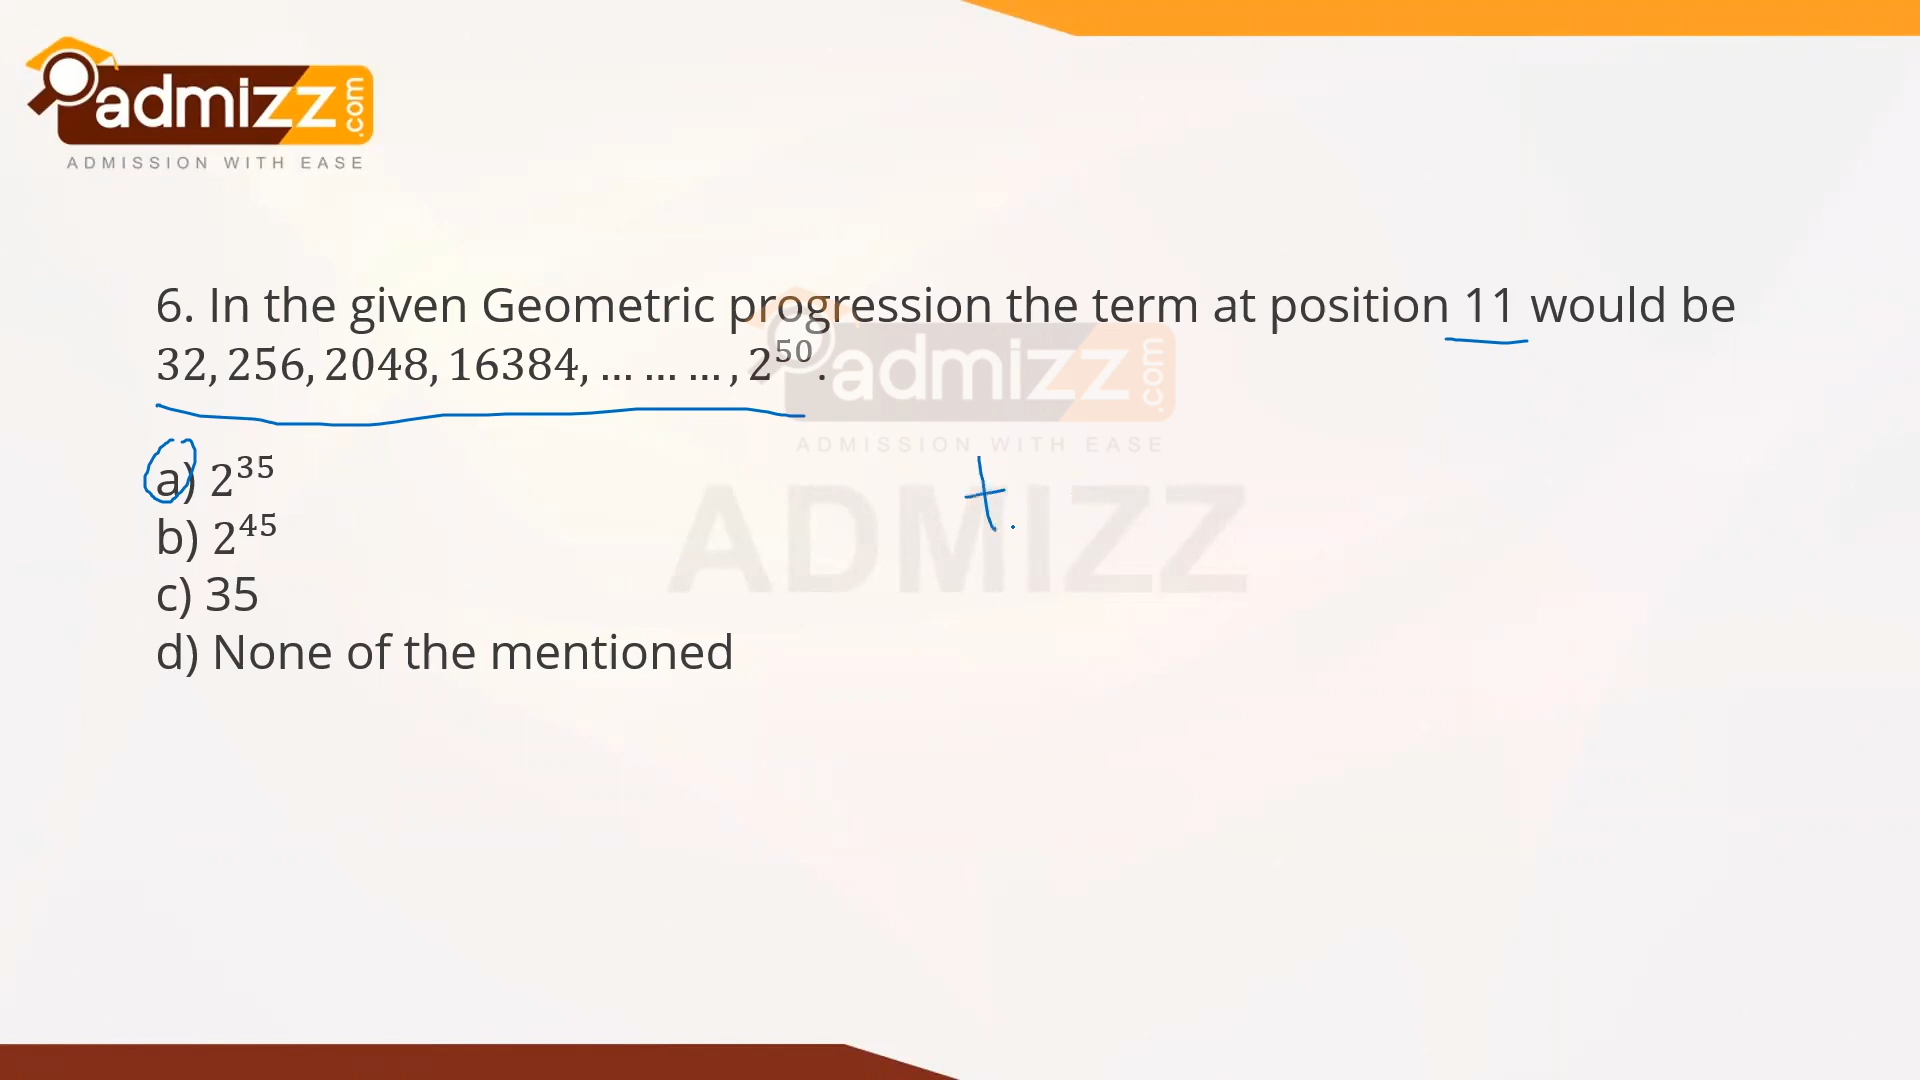 admizz.com
ADMISSION WITH EASE
6. In the given Geometric progression the term at position 11 would be
32, 256, 2048, 16384, ... ... ... , 2^50.
admizz.com
ADMISSION WITH EASE
a) 2^35
t.
b) 2^45
ADMIZZ
c) 35
d) None of the mentioned